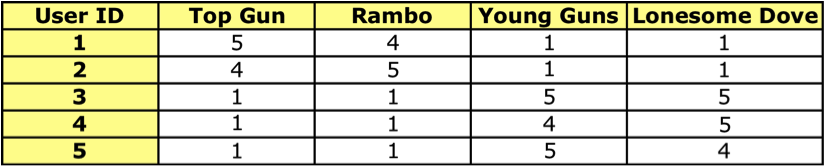 User ID Top Gun Rambo Young Guns Lonesome Dove
1 5 4 1 1
2 4 5 1 1
3 1 1 5 5
4 1 1 4 5
5 1 1 5 4